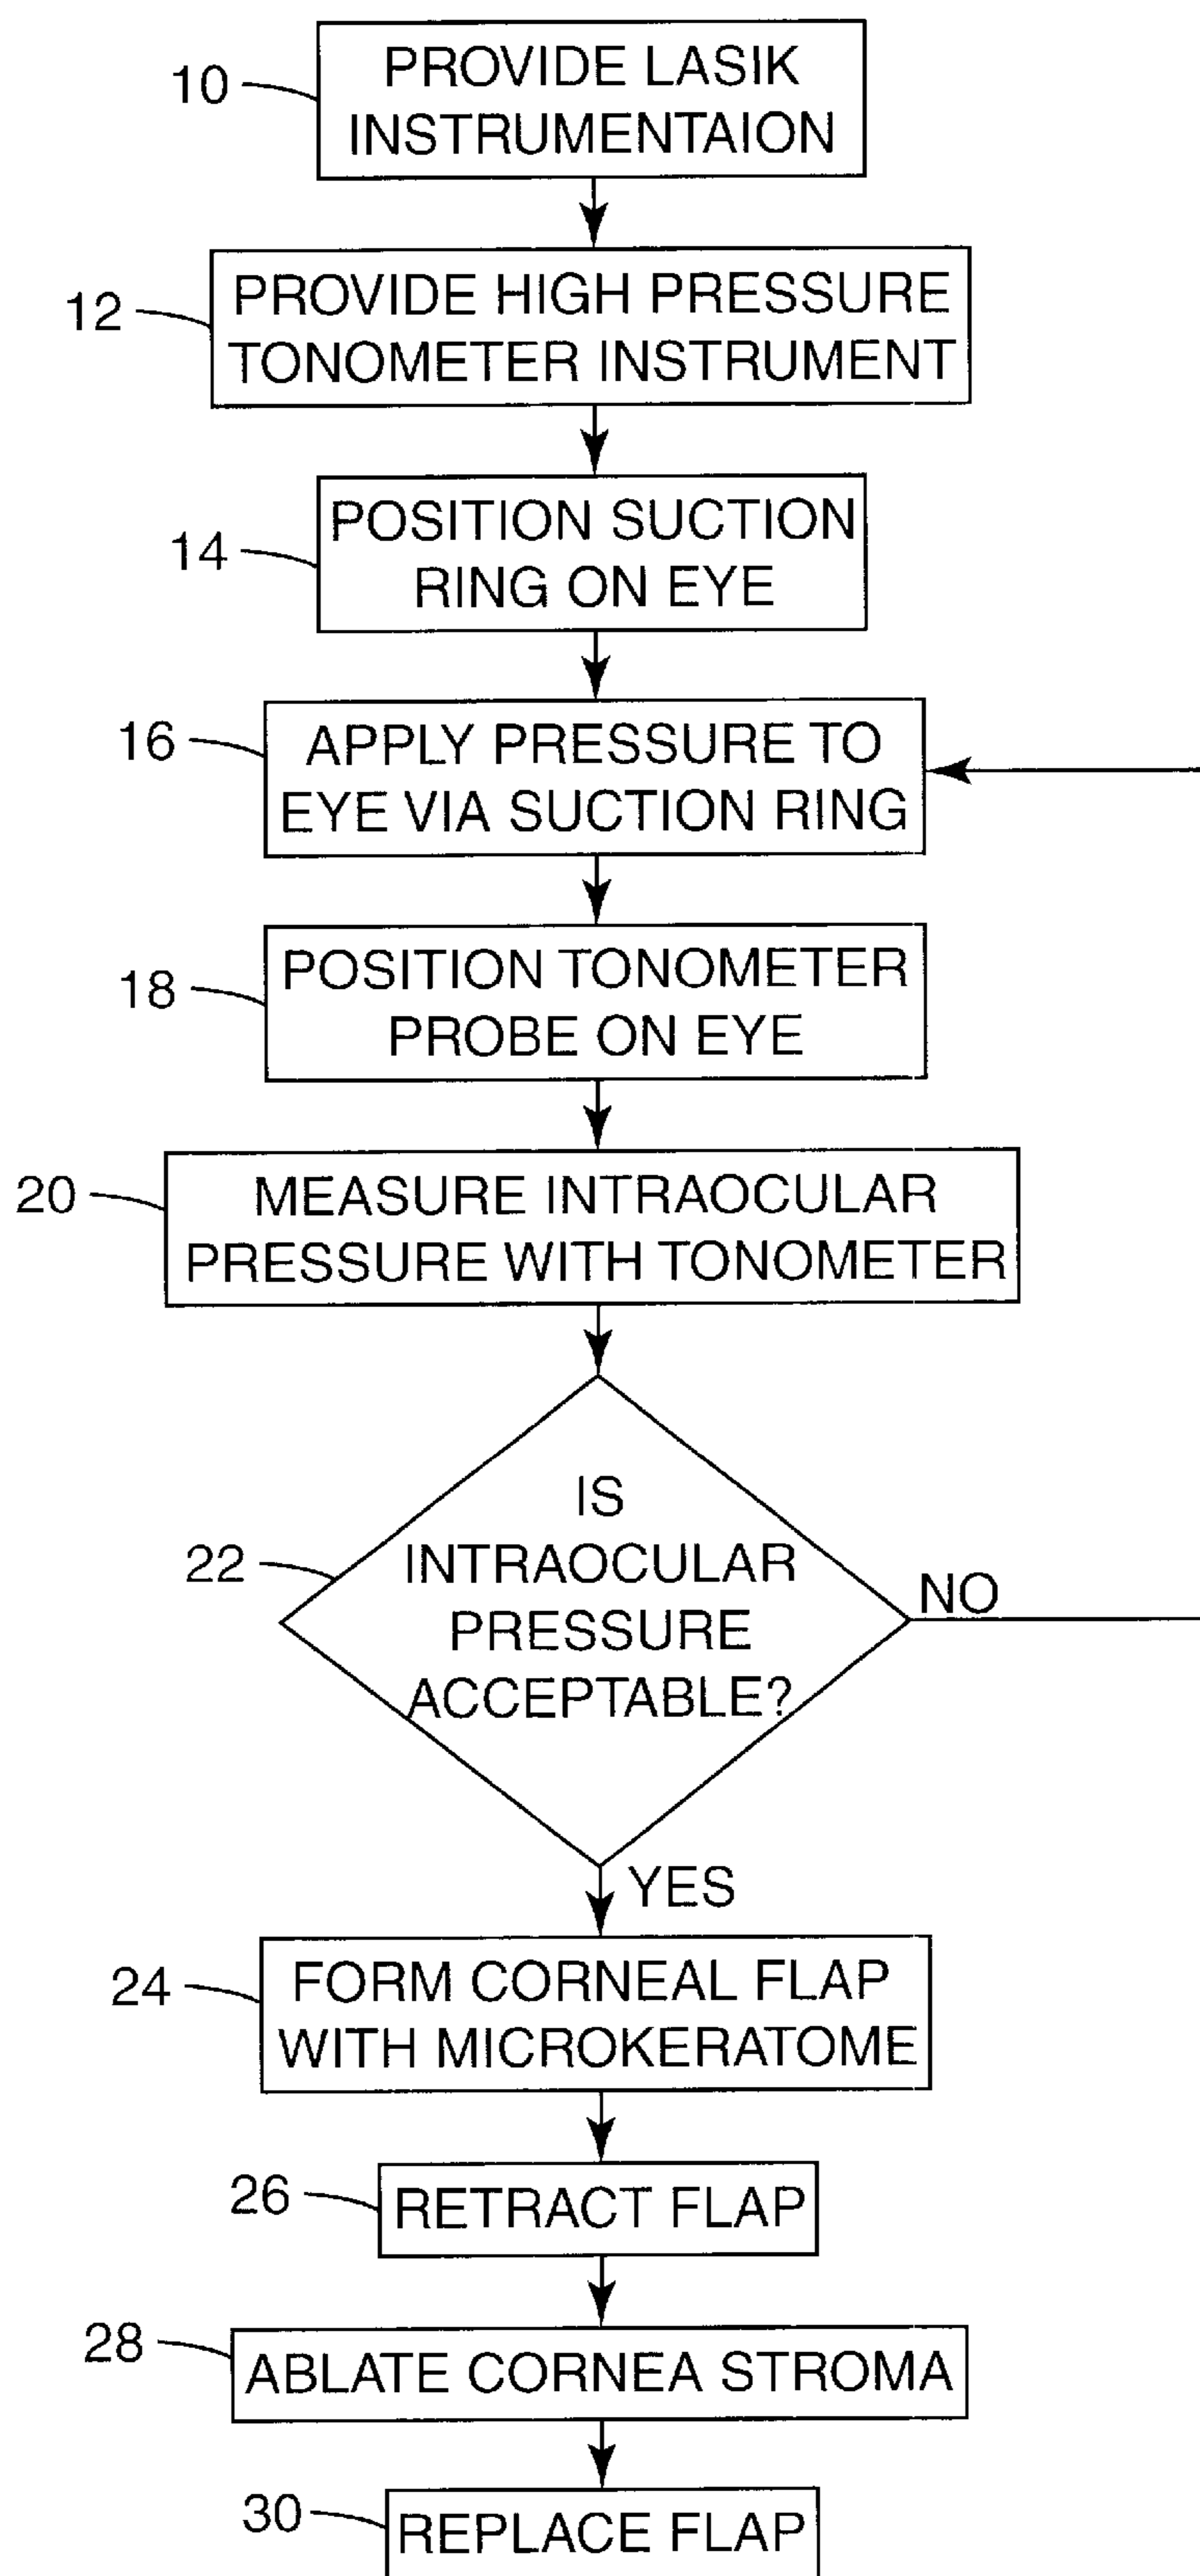 10
PROVIDE LASIK
INSTRUMENTAION
12
PROVIDE HIGH PRESSURE
TONOMETER INSTRUMENT
14
POSITION SUCTION
RING ON EYE
16
APPLY PRESSURE TO
EYE VIA SUCTION RING
18
POSITION TONOMETER
PROBE ON EYE
20
MEASURE INTRAOCULAR
PRESSURE WITH TONOMETER
22
IS
INTRAOCULAR
PRESSURE
ACCEPTABLE?
NO
YES
24
FORM CORNEAL FLAP
WITH MICROKERATOME
26
RETRACT FLAP
28
ABLATE CORNEA STROMA
30
REPLACE FLAP